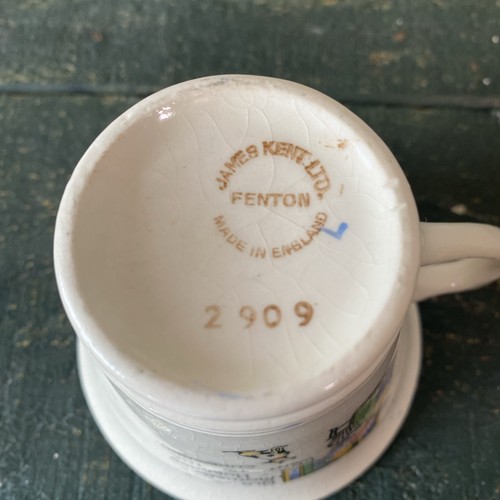 JAMES KENT. LTD.
FENTON
MADE IN ENGLAND
L
2909